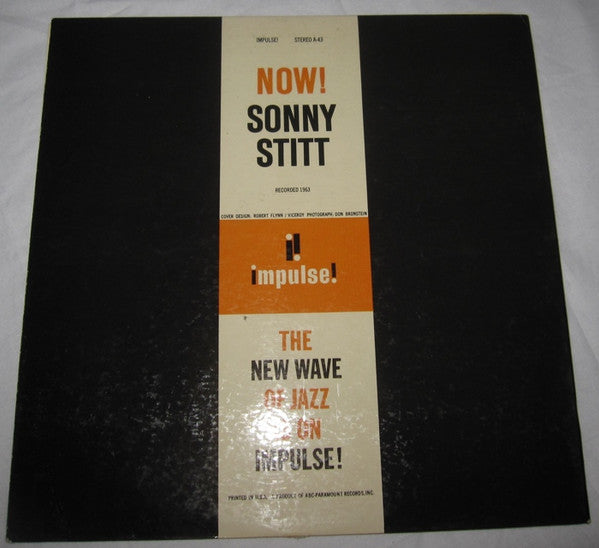 IMPULSE! STEREO A-43
NOW!
SONNY
STITT
RECORDED 1963
COVER DESIGN: ROBERT FLYNN / VICEROY PHOTOGRAPH: DON BRONSTEIN
i!
impulse!
THE
NEW WAVE
OF JAZZ
ON
IMPULSE!
PRINTED IN U.S.A. A PRODUCT OF ABC-PARAMOUNT RECORDS, INC.